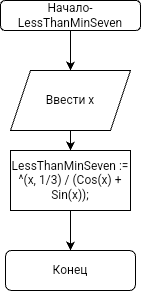 Начало-
LessThanMinSeven
Ввести x
LessThanMinSeven :=
^(x, 1/3) / (Cos(x) +
Sin(x));
Конец